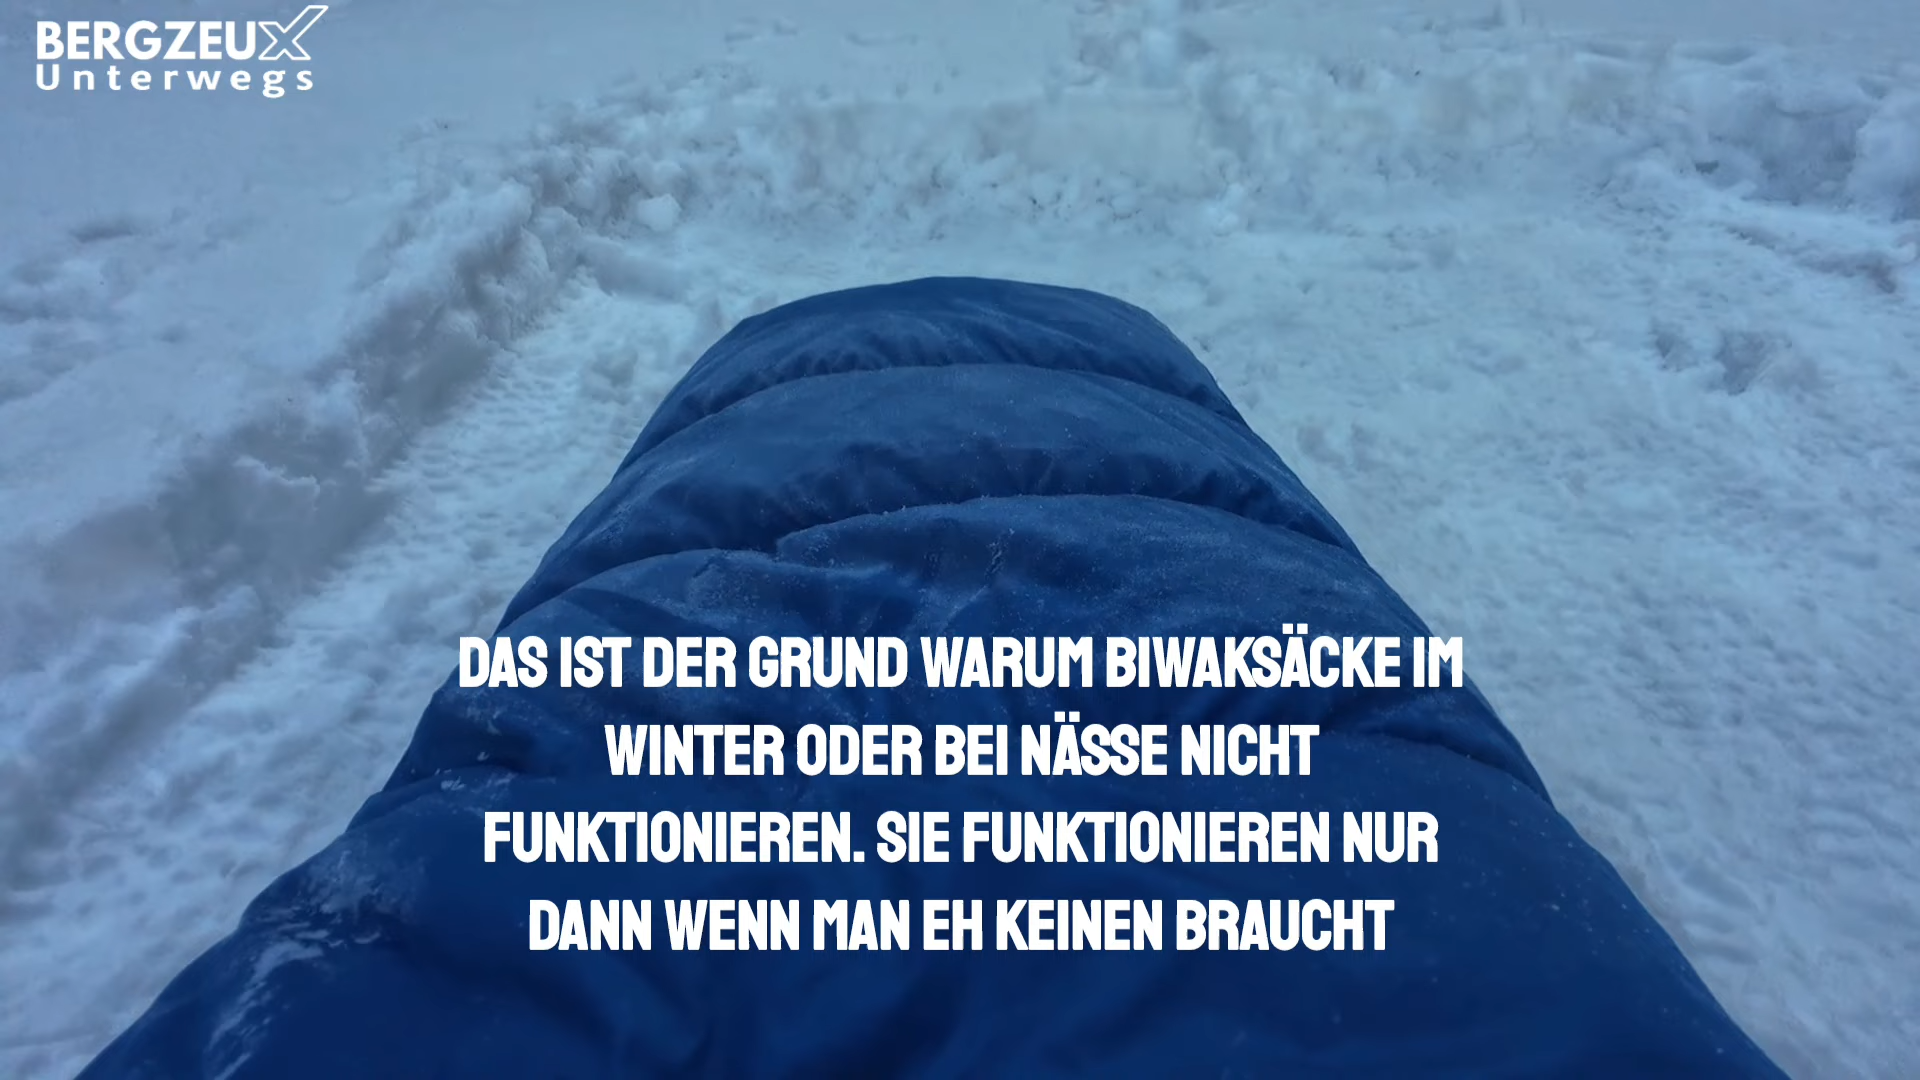 BERGZEUX
Unterwegs
DAS IST DER GRUND WARUM BIWAKSÄCKE IM
WINTER ODER BEI NÄSSE NICHT
FUNKTIONIEREN. SIE FUNKTIONIEREN NUR
DANN WENN MAN EH KEINEN BRAUCHT